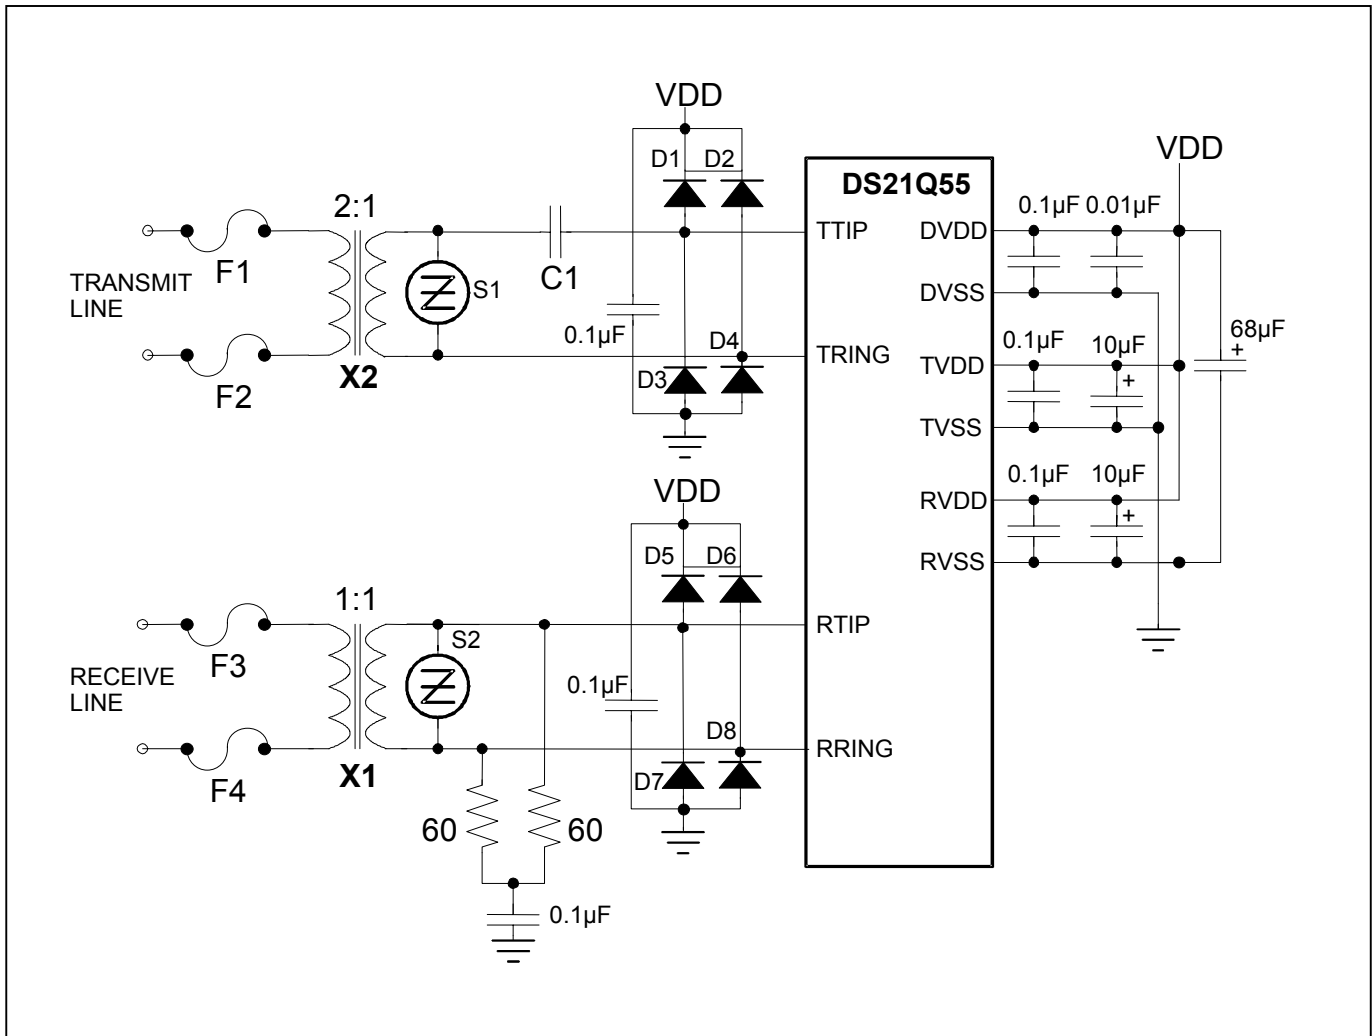 VDD
D1 D2
2:1
F1
TRANSMIT
LINE
F2
X2
S1
C1
0.1µF
D4
D3
DS21Q55
TTIP
TRING
DVDD
DVSS
TVDD
TVSS
RVDD
RVSS
RTIP
RRING
VDD
0.1µF 0.01µF
0.1µF 10µF
+
68µF
+
0.1µF 10µF
+
VDD
D5 D6
1:1
F3
RECEIVE
LINE
F4
X1
S2
0.1µF
D8
D7
60 60
0.1µF